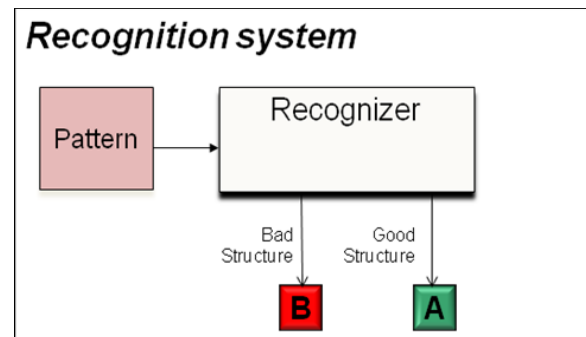 Recognition system
Pattern
Recognizer
Bad
Structure
Good
Structure
B
A